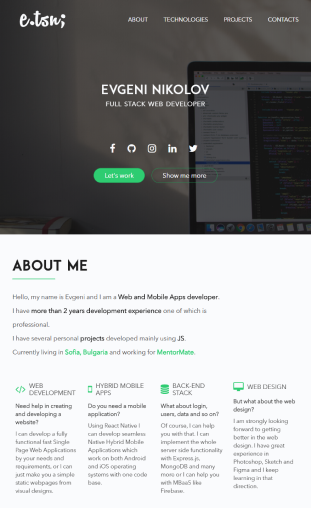 e.tsn;
ABOUT TECHNOLOGIES PROJECTS CONTACTS
EVGENI NIKOLOV
FULL STACK WEB DEVELOPER
Let's work Show me more
ABOUT ME
Hello, my name is Evgeni and I am a Web and Mobile Apps developer.
I have more than 2 years development experience one of which is
professional.
I have several personal projects developed mainly using JS.
Currently living in Sofia, Bulgaria and working for MentorMate.
WEB
DEVELOPMENT
Need help in creating
and developing a
website?
I can develop a fully
functional fast Single
Page Web Applications
by your needs and
requirements, or I can
just make you a simple
static webpages from
visual designs.
HYBRID MOBILE
APPS
Do you need a mobile
application?
Using React Native I
can develop seamless
Native Hybrid Mobile
Applications which
work on both Android
and iOS operating
systems with one code
base.
BACK-END
STACK
What about login,
users, data and so on?
Of course, I can help
you with that. I can
implement the whole
server side functionality
with Express.js,
MongoDB and many
more or I can help you
with MBaaS like
Firebase.
WEB DESIGN
But what about the web
design?
I am strongly looking
forward to getting
better in the web
design. I have great
experience in
Photoshop, Sketch and
Figma and I keep
learning in that
direction.